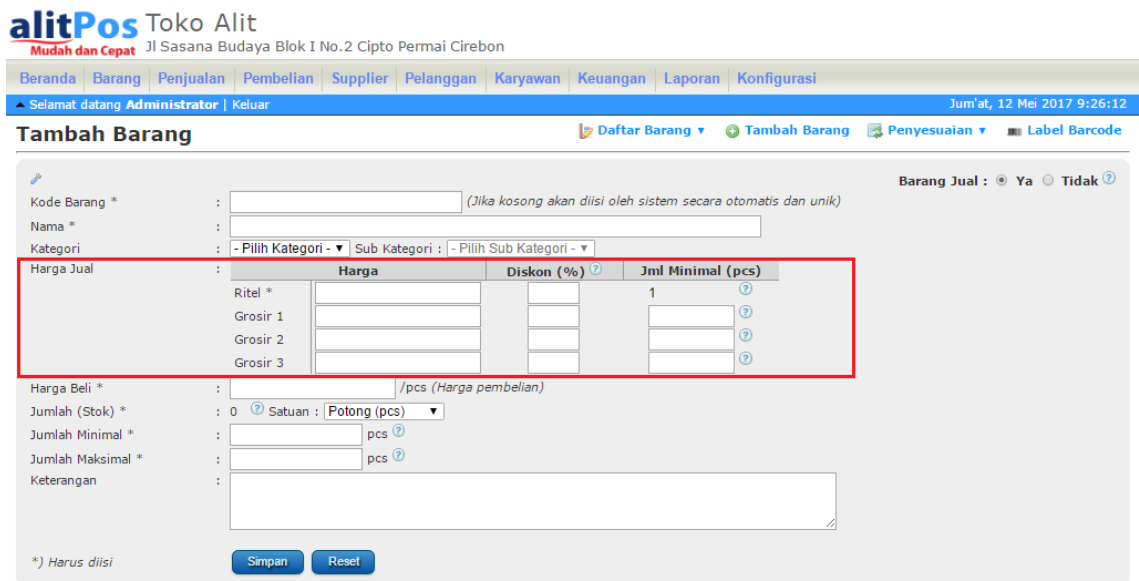 alitPos Toko Alit
Mudah dan Cepat Jl Sasana Budaya Blok I No.2 Cipto Permai Cirebon
Beranda Barang Penjualan Pembelian Supplier Pelanggan Karyawan Keuangan Laporan Konfigurasi
Selamat datang Administrator | Keluar Jum'at, 12 Mei 2017 9:26:12
Tambah Barang Daftar Barang ▼ Tambah Barang Penyesuaian ▼ Label Barcode
Barang Jual : Ya Tidak ?
Kode Barang * : (Jika kosong akan diisi oleh sistem secara otomatis dan unik)
Nama * :
Kategori : - Pilih Kategori - ▼ Sub Kategori : - Pilih Sub Kategori - ▼
Harga Jual : Harga Diskon (%) ? Jml Minimal (pcs)
Ritel * 1 ?
Grosir 1 ?
Grosir 2 ?
Grosir 3 ?
Harga Beli * : /pcs (Harga pembelian)
Jumlah (Stok) * : 0 ? Satuan : Potong (pcs) ▼
Jumlah Minimal * : pcs ?
Jumlah Maksimal * : pcs ?
Keterangan :
*) Harus diisi Simpan Reset